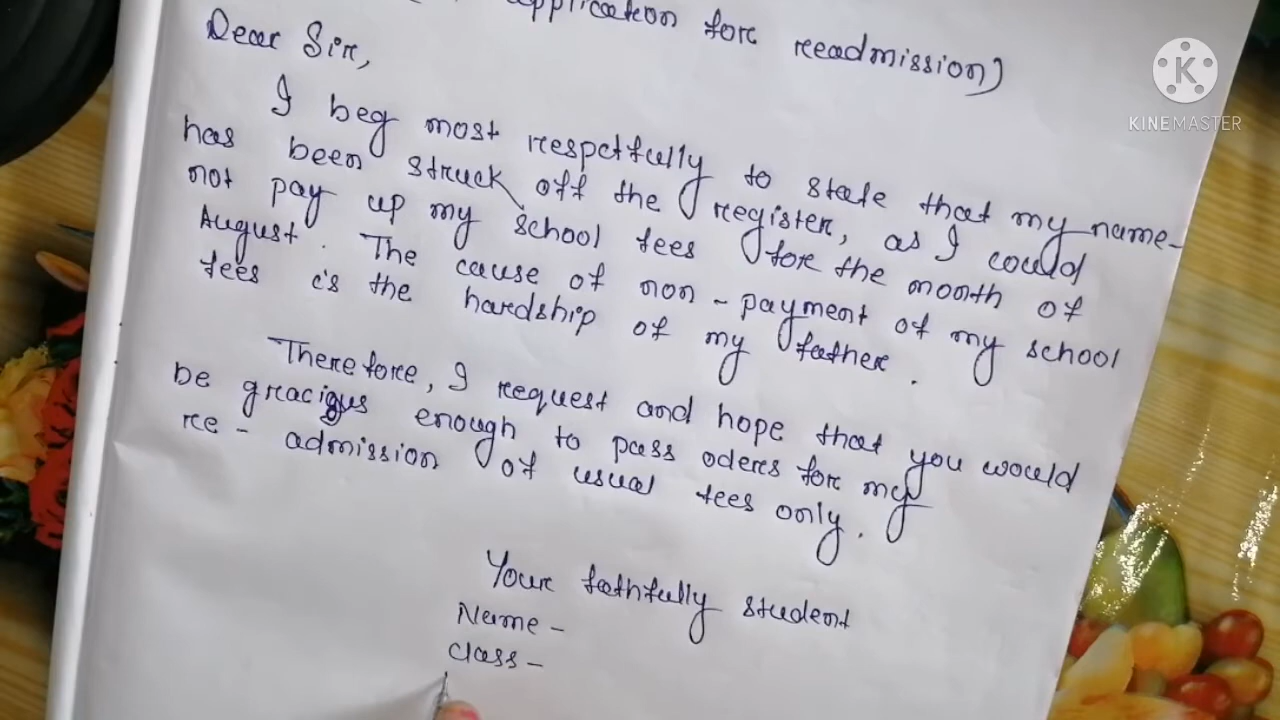 application for readmission)
Dear Sir,
I beg most respetfully to state that my name-
has been struck off the register, as I could
not pay up my school fees for the month of
August. The cause of non-payment of my school
fees is the hardship of my father.
Therefore, I request and hope that you would
be gracious enough to pass oders for my
re-admission of usual fees only.
Your faithfully student
Name-
Class-
K
KINEMASTER